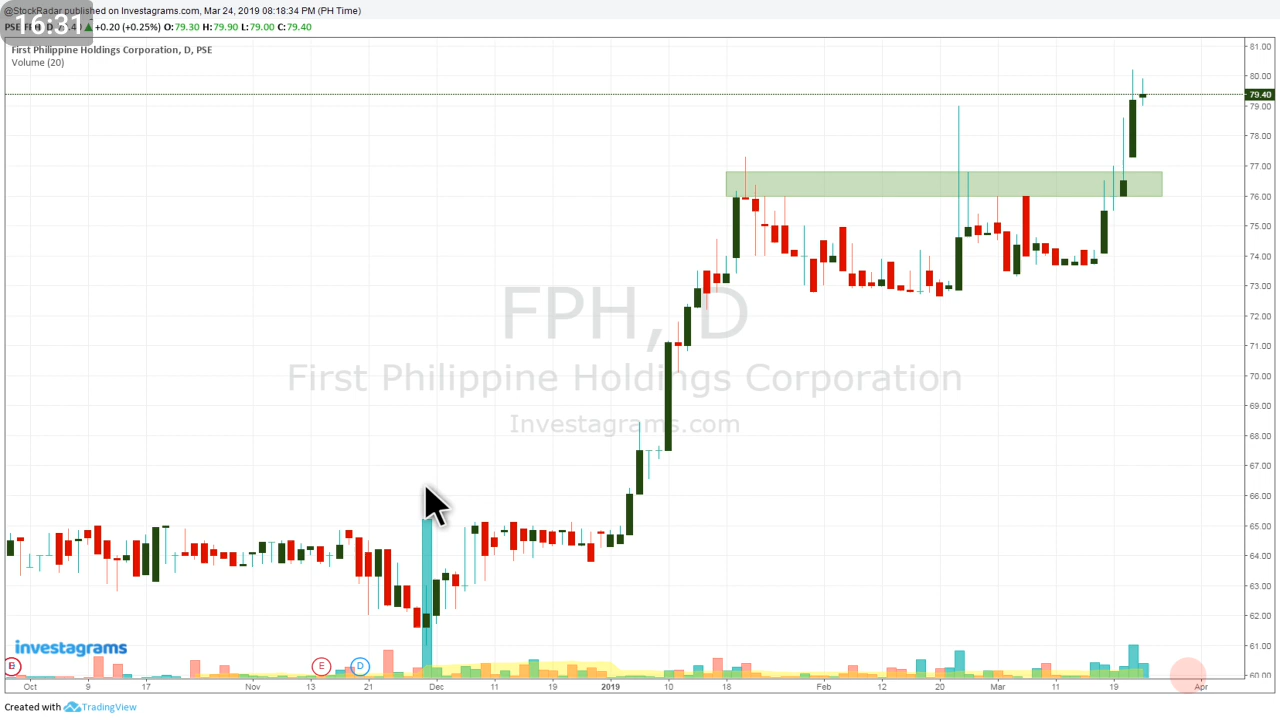 @StockRadar published on Investagrams.com, Mar 24, 2019 08:18:34 PM (PH Time)
16:31
+0.20 (+0.25%) O:79.30 H:79.90 L:79.00 C:79.40
First Philippine Holdings Corporation, D, PSE
Volume (20)
81.00
80.00
79.40
79.00
78.00
77.00
76.00
75.00
74.00
73.00
72.00
71.00
70.00
69.00
68.00
67.00
66.00
65.00
64.00
63.00
62.00
61.00
60.00
FPH, D
First Philippine Holdings Corporation
Investagrams.com
investagrams
E
E
D
Oct 9 17 Nov 13 21 Dec 11 19 2019 10 18 Feb 12 20 Mar 11 19 Apr
Created with TradingView